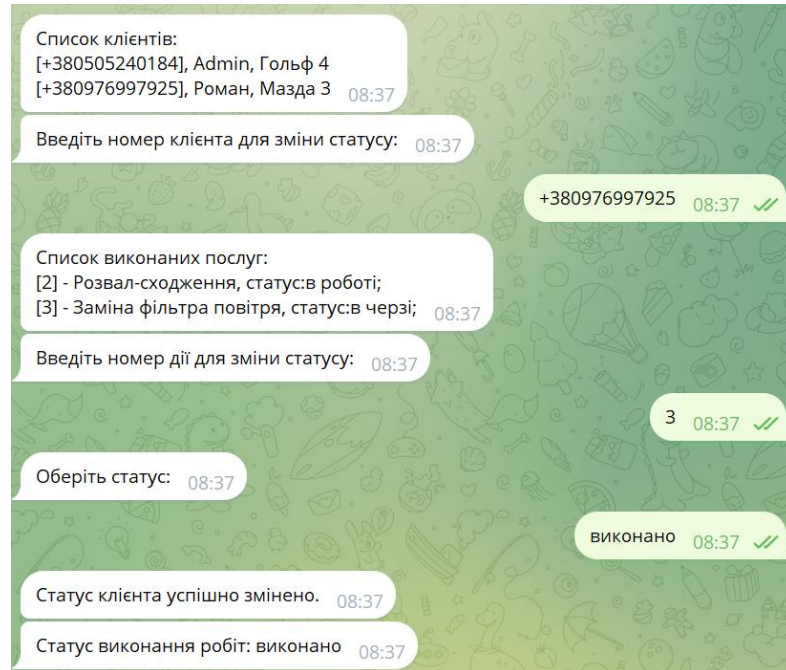 Список клієнтів:
[+380505240184], Admin, Гольф 4
[+380976997925], Роман, Мазда 3 08:37
Введіть номер клієнта для зміни статусу: 08:37
+380976997925 08:37
Список виконаних послуг:
[2] - Розвал-сходження, статус:в роботі;
[3] - Заміна фільтра повітря, статус:в черзі; 08:37
Введіть номер дії для зміни статусу: 08:37
3 08:37
Оберіть статус: 08:37
виконано 08:37
Статус клієнта успішно змінено. 08:37
Статус виконання робіт: виконано 08:37